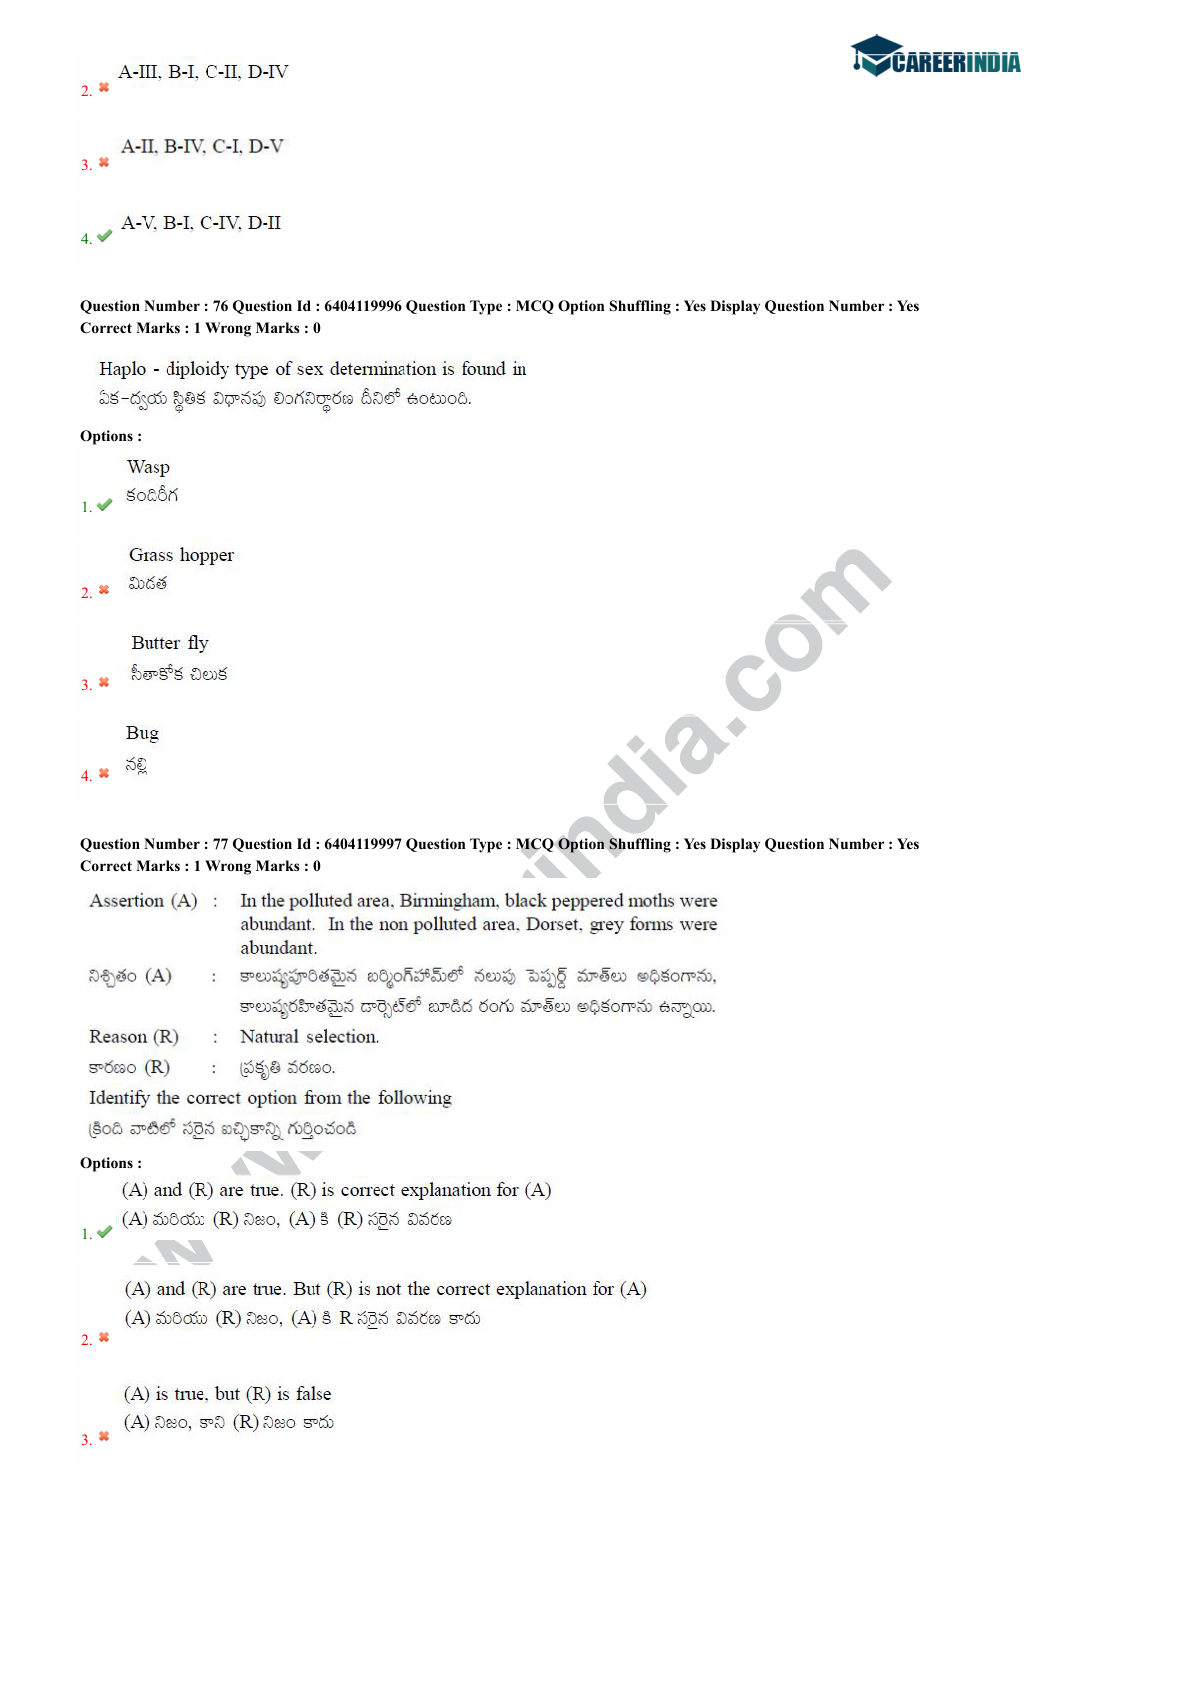 CAREERINDIA
A-III, B-I, C-II, D-IV
2.
A-II, B-IV, C-I, D-V
3.
A-V, B-I, C-IV, D-II
4.
Question Number : 76 Question Id : 6404119996 Question Type : MCQ Option Shuffling : Yes Display Question Number : Yes
Correct Marks : 1 Wrong Marks : 0
Haplo - diploidy type of sex determination is found in
ఏక-ద్వయ స్థితిక విధానపు లింగనిర్ధారణ దీనిలో ఉంటుంది.
Options :
Wasp
కందిరీగ
1.
Grass hopper
మిడత
2.
Butter fly
సీతాకోక చిలుక
3.
Bug
నల్లి
4.
Question Number : 77 Question Id : 6404119997 Question Type : MCQ Option Shuffling : Yes Display Question Number : Yes
Correct Marks : 1 Wrong Marks : 0
Assertion (A) : In the polluted area, Birmingham, black peppered moths were
abundant. In the non polluted area, Dorset, grey forms were
abundant.
నిశ్చితం (A) : కాలుష్యపూరితమైన బర్మింగ్‌హామ్‌లో నలుపు పెప్పర్డ్ మాత్‌లు అధికంగాను,
కాలుష్యరహితమైన దార్సెట్‌లో బూడిద రంగు మాత్‌లు అధికంగాను ఉన్నాయి.
Reason (R) : Natural selection.
కారణం (R) : ప్రకృతి వరణం.
Identify the correct option from the following
క్రింది వాటిలో సరైన ఐచ్ఛికాన్ని గుర్తించండి
Options :
(A) and (R) are true. (R) is correct explanation for (A)
(A) మరియు (R) నిజం, (A) కి (R) సరైన వివరణ
1.
(A) and (R) are true. But (R) is not the correct explanation for (A)
(A) మరియు (R) నిజం, (A) కి R సరైన వివరణ కాదు
2.
(A) is true, but (R) is false
(A) నిజం, కాని (R) నిజం కాదు
3.